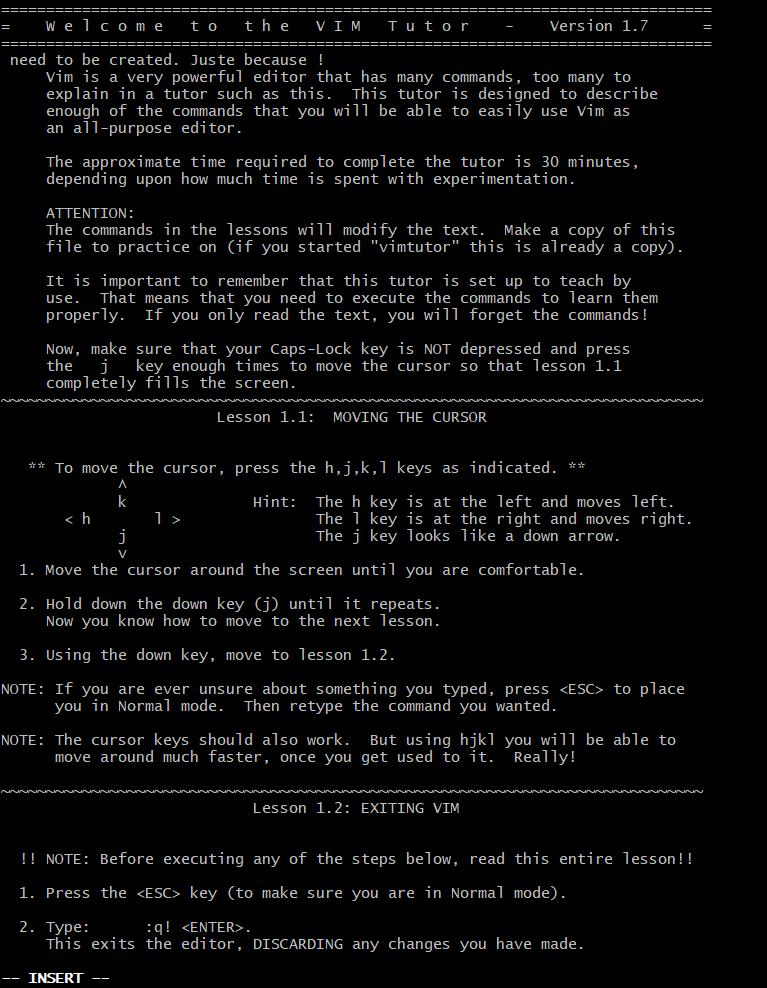 ===============================================================================
=    W e l c o m e   t o   t h e   V I M   T u t o r    -    Version 1.7      =
===============================================================================
 need to be created. Juste because !
     Vim is a very powerful editor that has many commands, too many to
     explain in a tutor such as this.  This tutor is designed to describe
     enough of the commands that you will be able to easily use Vim as
     an all-purpose editor.

     The approximate time required to complete the tutor is 30 minutes,
     depending upon how much time is spent with experimentation.

     ATTENTION:
     The commands in the lessons will modify the text.  Make a copy of this
     file to practice on (if you started "vimtutor" this is already a copy).

     It is important to remember that this tutor is set up to teach by
     use.  That means that you need to execute the commands to learn them
     properly.  If you only read the text, you will forget the commands!

     Now, make sure that your Caps-Lock key is NOT depressed and press
     the   j   key enough times to move the cursor so that lesson 1.1
     completely fills the screen.
~~~~~~~~~~~~~~~~~~~~~~~~~~~~~~~~~~~~~~~~~~~~~~~~~~~~~~~~~~~~~~~~~~~~~~~~~~~~~~
                        Lesson 1.1:  MOVING THE CURSOR


   ** To move the cursor, press the h,j,k,l keys as indicated. **
             ^
             k              Hint:  The h key is at the left and moves left.
       < h       l >               The l key is at the right and moves right.
             j                     The j key looks like a down arrow.
             v
  1. Move the cursor around the screen until you are comfortable.

  2. Hold down the down key (j) until it repeats.
     Now you know how to move to the next lesson.

  3. Using the down key, move to lesson 1.2.

NOTE: If you are ever unsure about something you typed, press <ESC> to place
      you in Normal mode.  Then retype the command you wanted.

NOTE: The cursor keys should also work.  But using hjkl you will be able to
      move around much faster, once you get used to it.  Really!

~~~~~~~~~~~~~~~~~~~~~~~~~~~~~~~~~~~~~~~~~~~~~~~~~~~~~~~~~~~~~~~~~~~~~~~~~~~~~~
                            Lesson 1.2: EXITING VIM


  !! NOTE: Before executing any of the steps below, read this entire lesson!!

  1. Press the <ESC> key (to make sure you are in Normal mode).

  2. Type:      :q! <ENTER>.
     This exits the editor, DISCARDING any changes you have made.

-- INSERT --